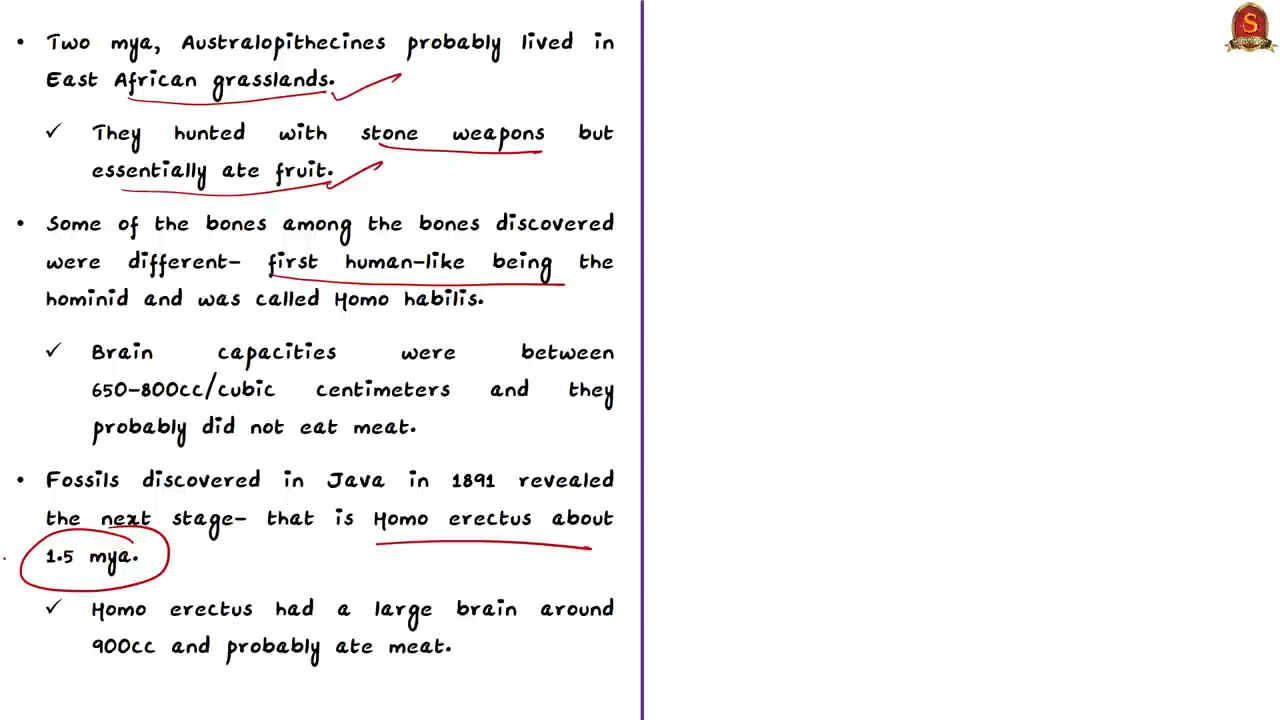 • Two mya, Australopithecines probably lived in
East African grasslands.
✓ They hunted with stone weapons but
essentially ate fruit.
• Some of the bones among the bones discovered
were different- first human-like being the
hominid and was called Homo habilis.
✓ Brain capacities were between
650-800cc/cubic centimeters and they
probably did not eat meat.
• Fossils discovered in Java in 1891 revealed
the next stage- that is Homo erectus about
1.5 mya.
✓ Homo erectus had a large brain around
900cc and probably ate meat.
S